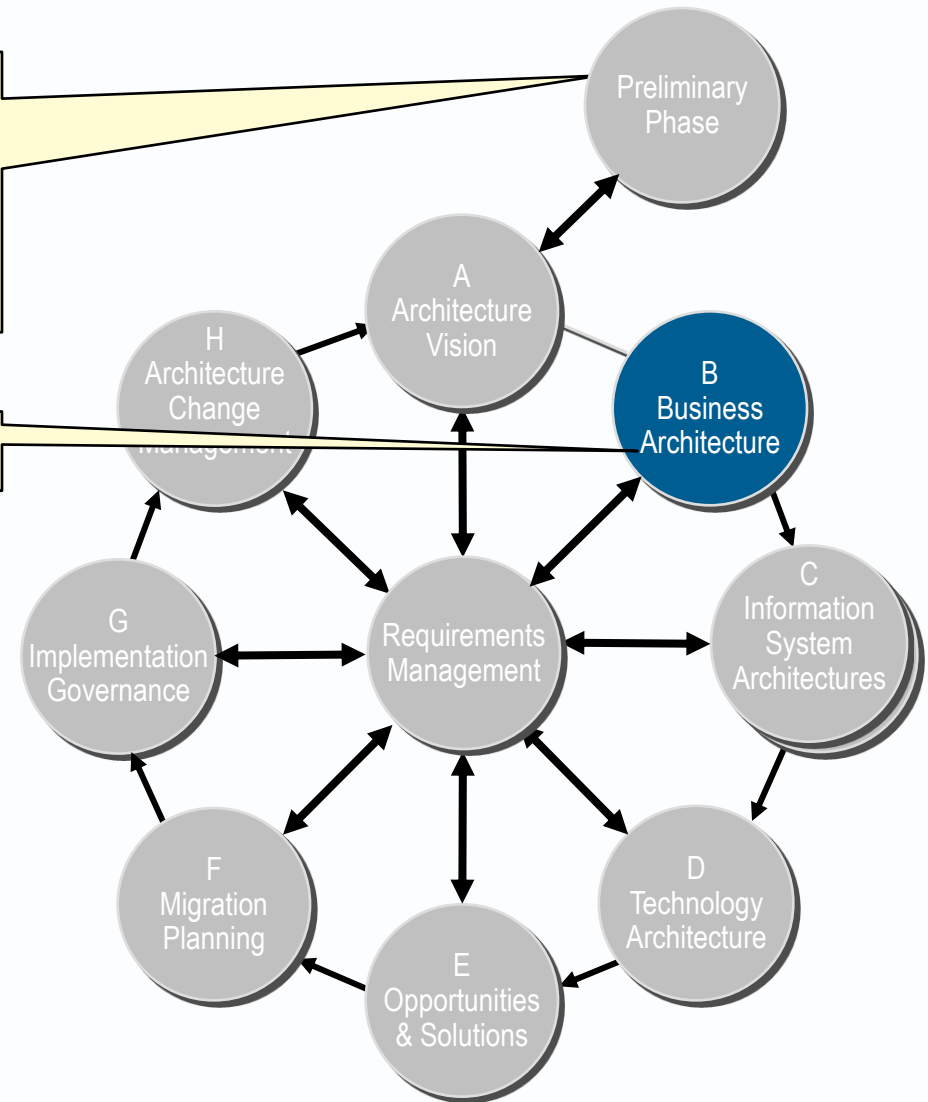 Preliminary
Phase
A
Architecture
Vision
H
Architecture
Change
Management
B
Business
Architecture
C
Information
System
Architectures
G
Implementation
Governance
Requirements
Management
F
Migration
Planning
D
Technology
Architecture
E
Opportunities
& Solutions